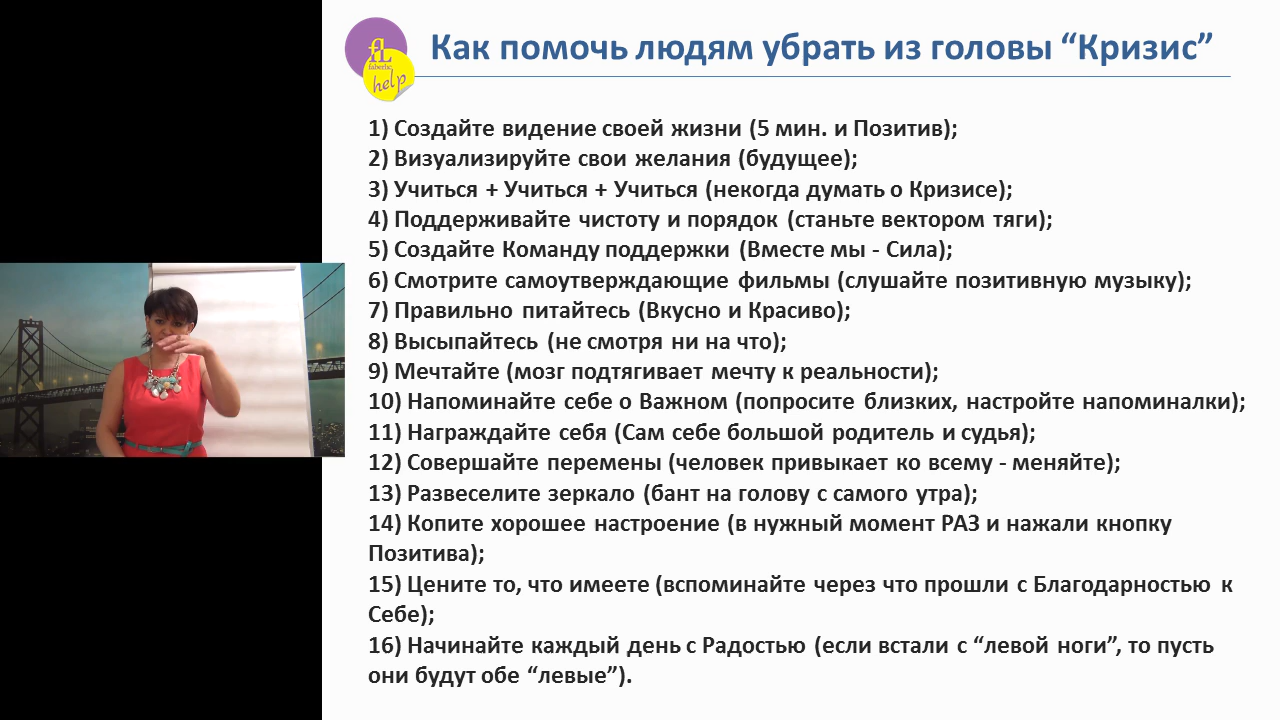 Как помочь людям убрать из головы “Кризис”
fL
faberlic
help
1) Создайте видение своей жизни (5 мин. и Позитив);
2) Визуализируйте свои желания (будущее);
3) Учиться + Учиться + Учиться (некогда думать о Кризисе);
4) Поддерживайте чистоту и порядок (станьте вектором тяги);
5) Создайте Команду поддержки (Вместе мы - Сила);
6) Смотрите самоутверждающие фильмы (слушайте позитивную музыку);
7) Правильно питайтесь (Вкусно и Красиво);
8) Высыпайтесь (не смотря ни на что);
9) Мечтайте (мозг подтягивает мечту к реальности);
10) Напоминайте себе о Важном (попросите близких, настройте напоминалки);
11) Награждайте себя (Сам себе большой родитель и судья);
12) Совершайте перемены (человек привыкает ко всему - меняйте);
13) Развеселите зеркало (бант на голову с самого утра);
14) Копите хорошее настроение (в нужный момент РАЗ и нажали кнопку
Позитива);
15) Цените то, что имеете (вспоминайте через что прошли с Благодарностью к
Себе);
16) Начинайте каждый день с Радостью (если встали с “левой ноги”, то пусть
они будут обе “левые”).